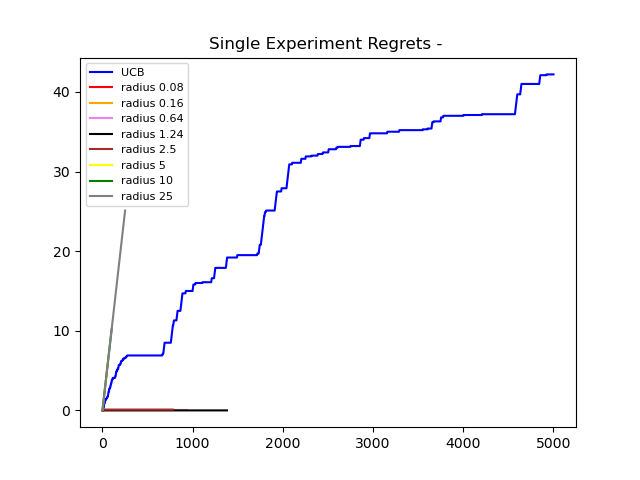 Single Experiment Regrets -
UCB
radius 0.08
radius 0.16
radius 0.64
radius 1.24
radius 2.5
radius 5
radius 10
radius 25
40
30
20
10
0
0 1000 2000 3000 4000 5000